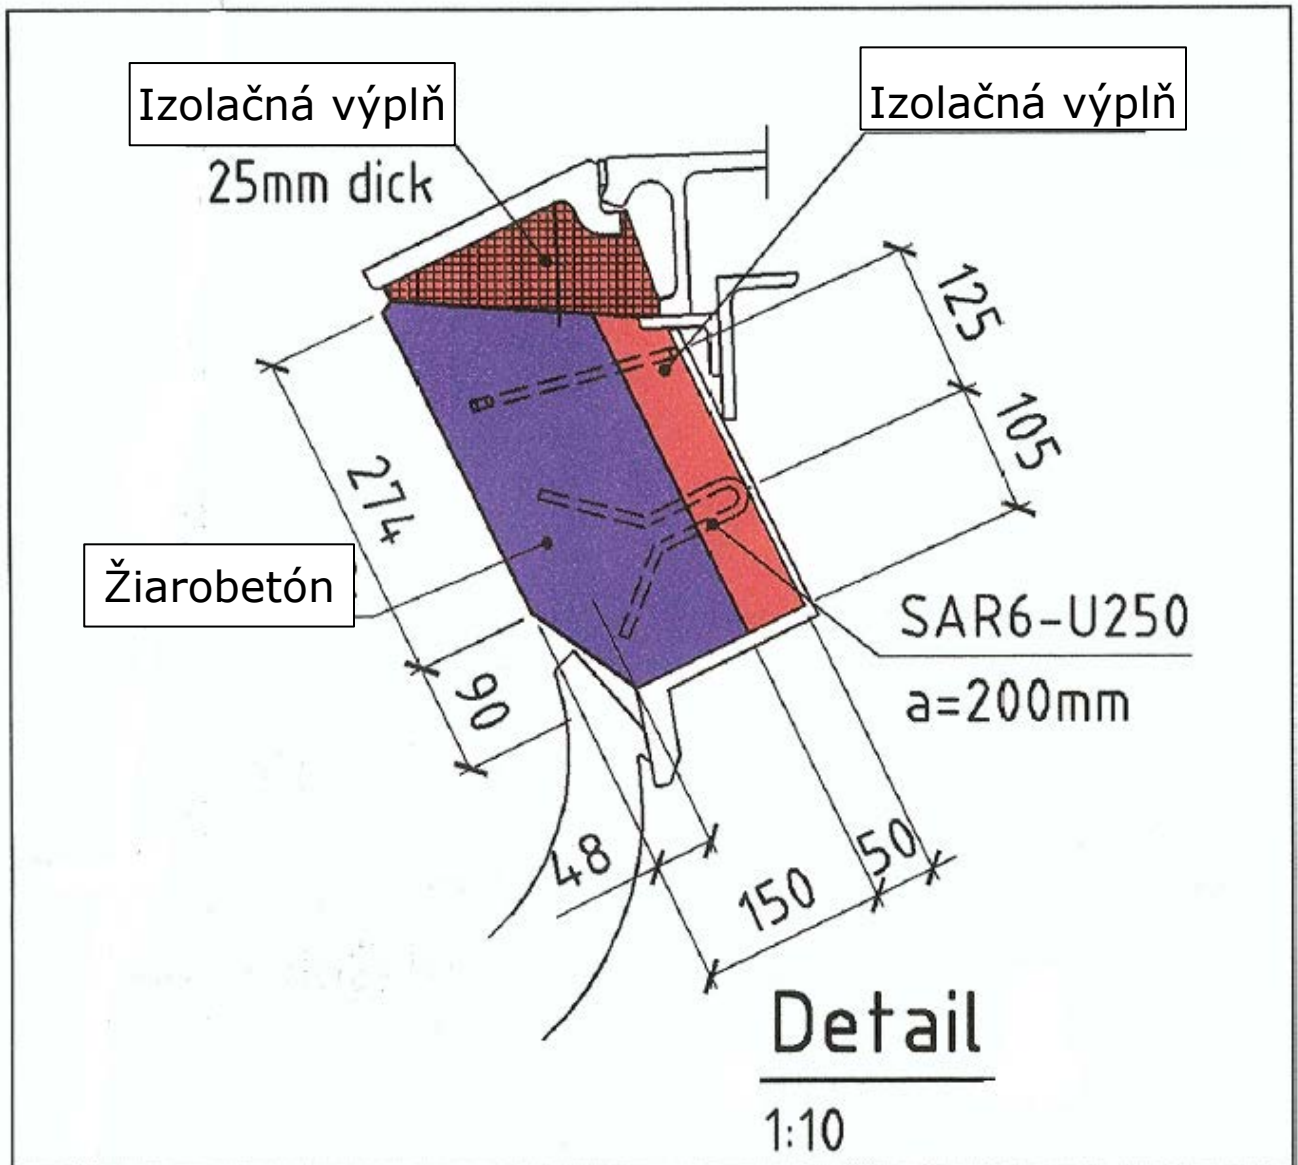 Izolačná výplň
25mm dick
Izolačná výplň
125
105
274
Žiarobetón
90
SAR6-U250
a=200mm
48
150
50
Detail
1:10